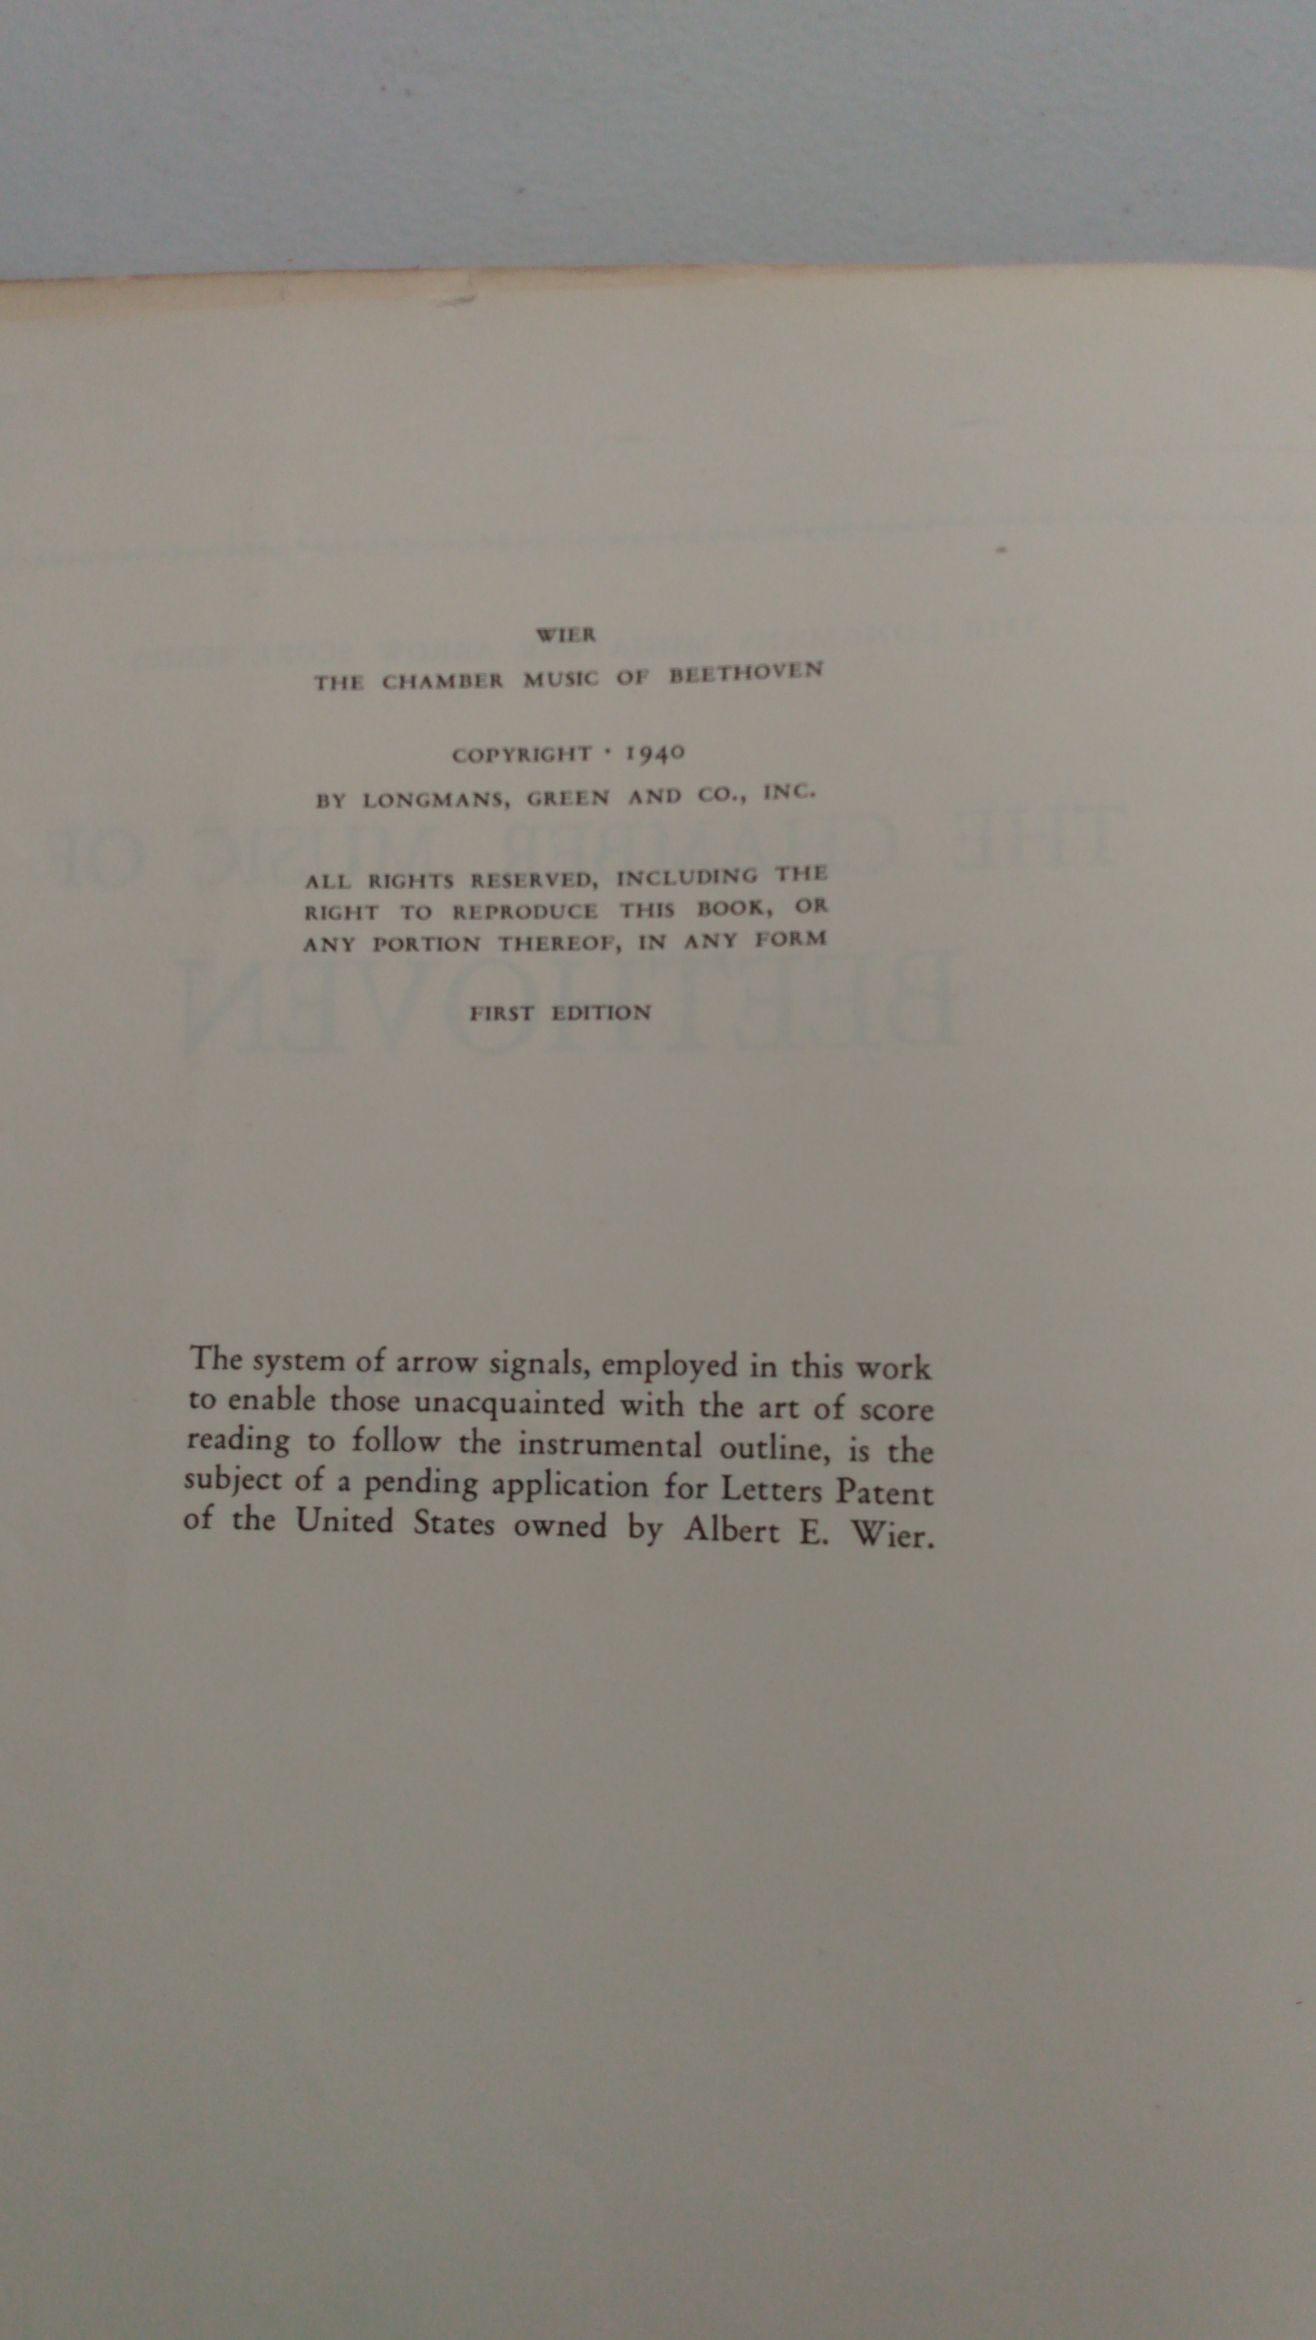 WIER
THE CHAMBER MUSIC OF BEETHOVEN
COPYRIGHT · 1940
BY LONGMANS, GREEN AND CO., INC.
ALL RIGHTS RESERVED, INCLUDING THE
RIGHT TO REPRODUCE THIS BOOK, OR
ANY PORTION THEREOF, IN ANY FORM
FIRST EDITION
The system of arrow signals, employed in this work
to enable those unacquainted with the art of score
reading to follow the instrumental outline, is the
subject of a pending application for Letters Patent
of the United States owned by Albert E. Wier.